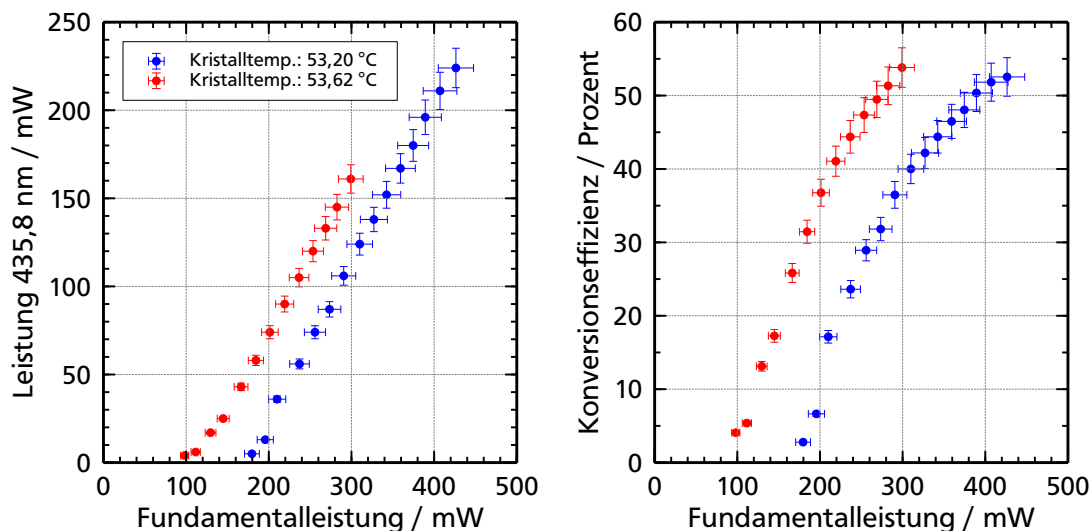 Leistung 435,8 nm / mW
250
200
150
100
50
0
Kristalltemp.: 53,20 °C
Kristalltemp.: 53,62 °C
0 100 200 300 400 500
Fundamentalleistung / mW
Konversionseffizienz / Prozent
60
50
40
30
20
10
0
0 100 200 300 400 500
Fundamentalleistung / mW